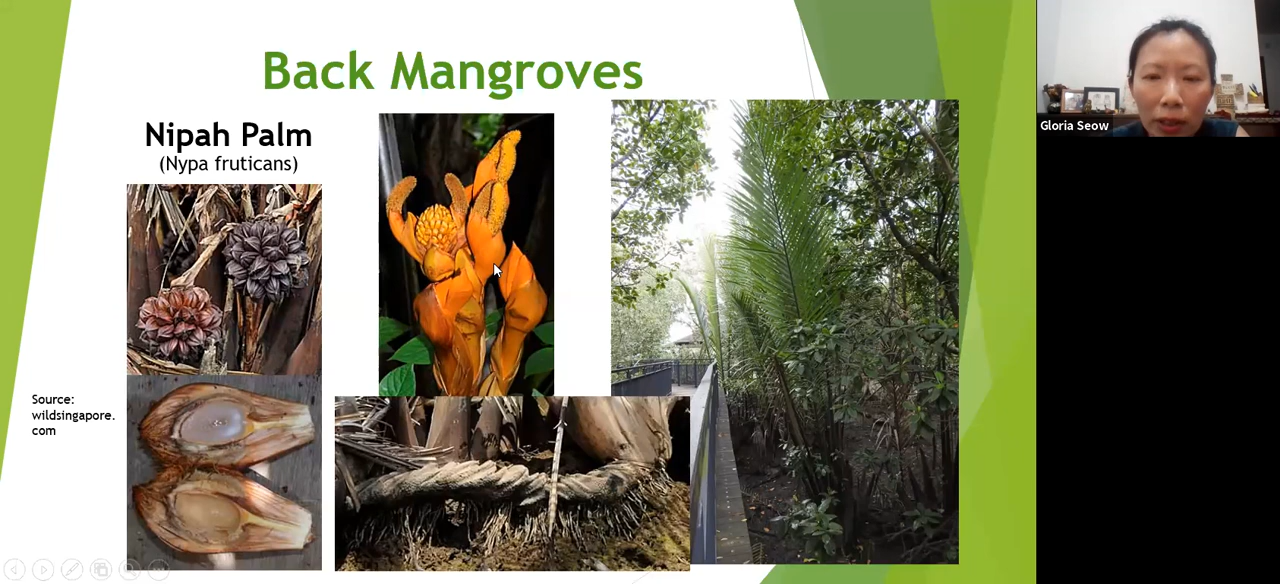 Back Mangroves
Nipah Palm
(Nypa fruticans)
Source:
wildsingapore.
com
Gloria Seow